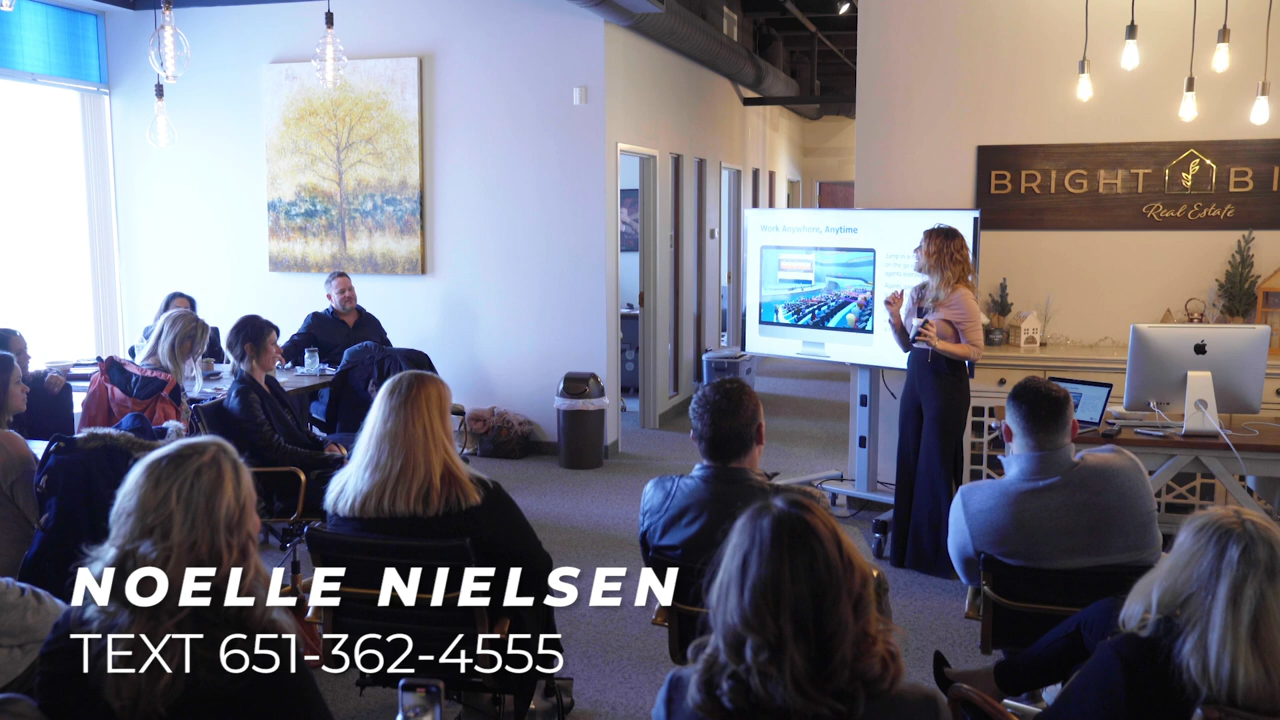 BRIGHT B
Real Estate
Work Anywhere, Anytime
NOELLE NIELSEN
TEXT 651-362-4555